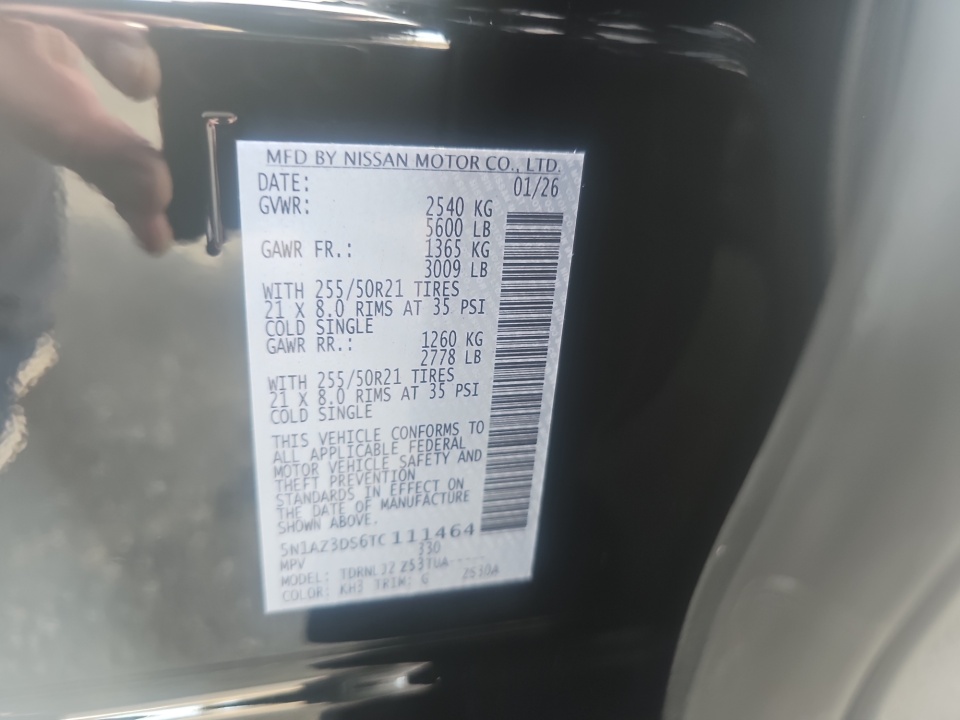 MFD BY NISSAN MOTOR CO., LTD.
DATE: 01/26
GVWR: 2540 KG
5600 LB
GAWR FR.: 1365 KG
3009 LB
WITH 255/50R21 TIRES
21 X 8.0 RIMS AT 35 PSI
COLD SINGLE
GAWR RR.: 1260 KG
2778 LB
WITH 255/50R21 TIRES
21 X 8.0 RIMS AT 35 PSI
COLD SINGLE
THIS VEHICLE CONFORMS TO
ALL APPLICABLE FEDERAL
MOTOR VEHICLE SAFETY AND
THEFT PREVENTION
STANDARDS IN EFFECT ON
THE DATE OF MANUFACTURE
SHOWN ABOVE.
5N1AZ3DS6TC111464
MPV 330
MODEL:
COLOR: KH3 TRIM: G